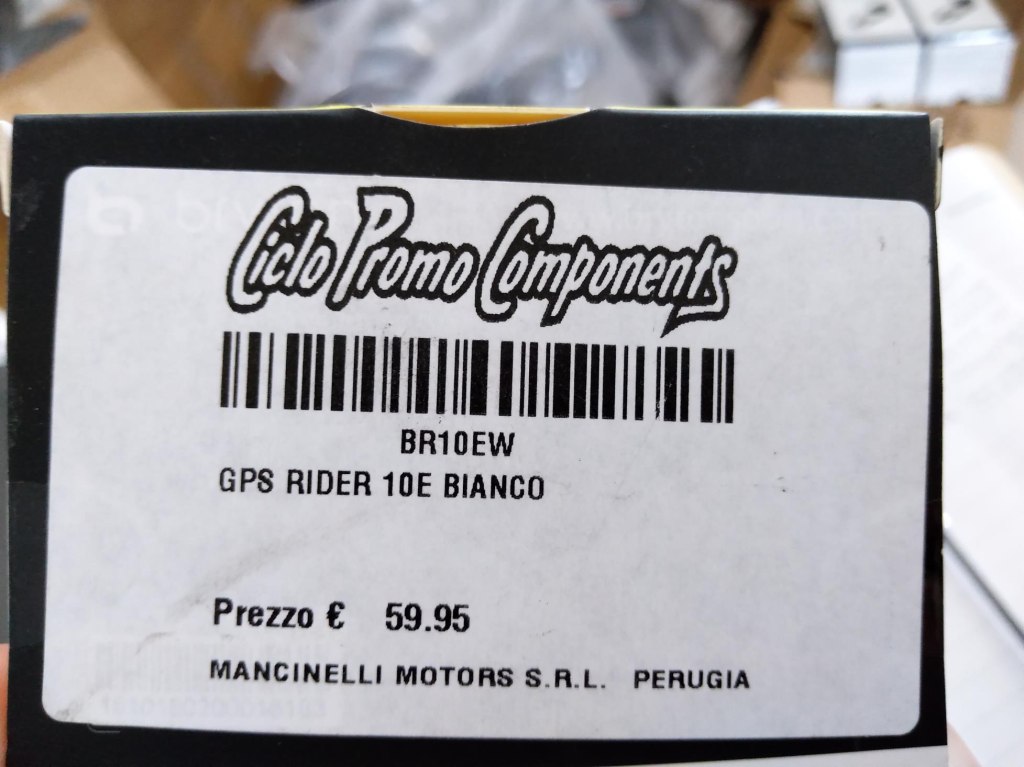 Ciclo Promo Components
BR10EW
GPS RIDER 10E BIANCO
Prezzo € 59.95
MANCINELLI MOTORS S.R.L. PERUGIA